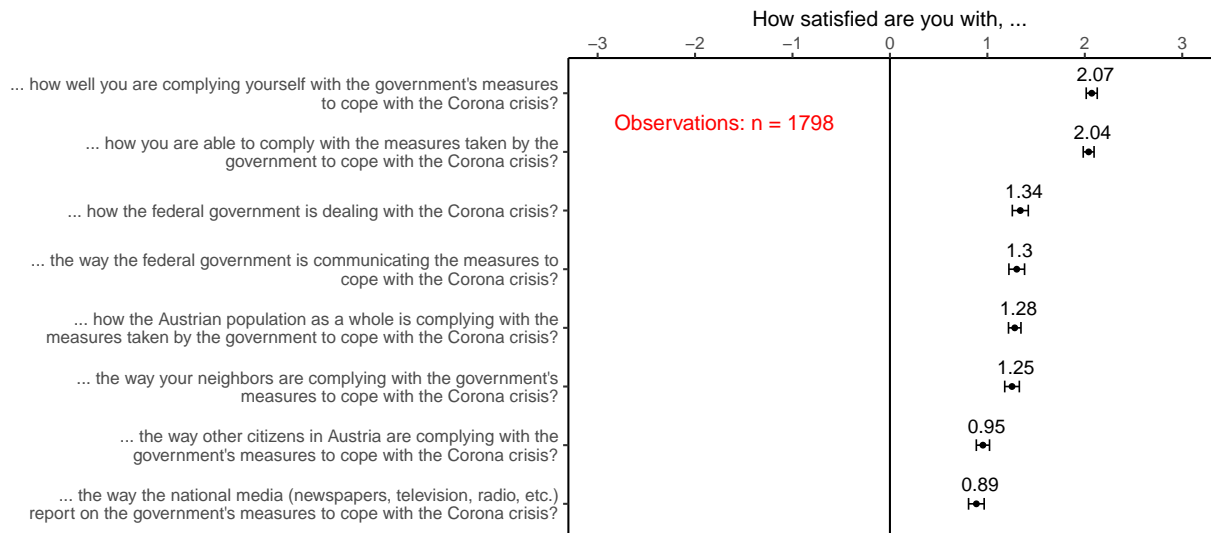 How satisfied are you with, ...
−3 −2 −1 0 1 2 3
... how well you are complying yourself with the government's measures
to cope with the Corona crisis?
2.07
Observations: n = 1798
... how you are able to comply with the measures taken by the
government to cope with the Corona crisis?
2.04
... how the federal government is dealing with the Corona crisis?
1.34
... the way the federal government is communicating the measures to
cope with the Corona crisis?
1.3
... how the Austrian population as a whole is complying with the
measures taken by the government to cope with the Corona crisis?
1.28
... the way your neighbors are complying with the government's
measures to cope with the Corona crisis?
1.25
... the way other citizens in Austria are complying with the
government's measures to cope with the Corona crisis?
0.95
... the way the national media (newspapers, television, radio, etc.)
report on the government's measures to cope with the Corona crisis?
0.89